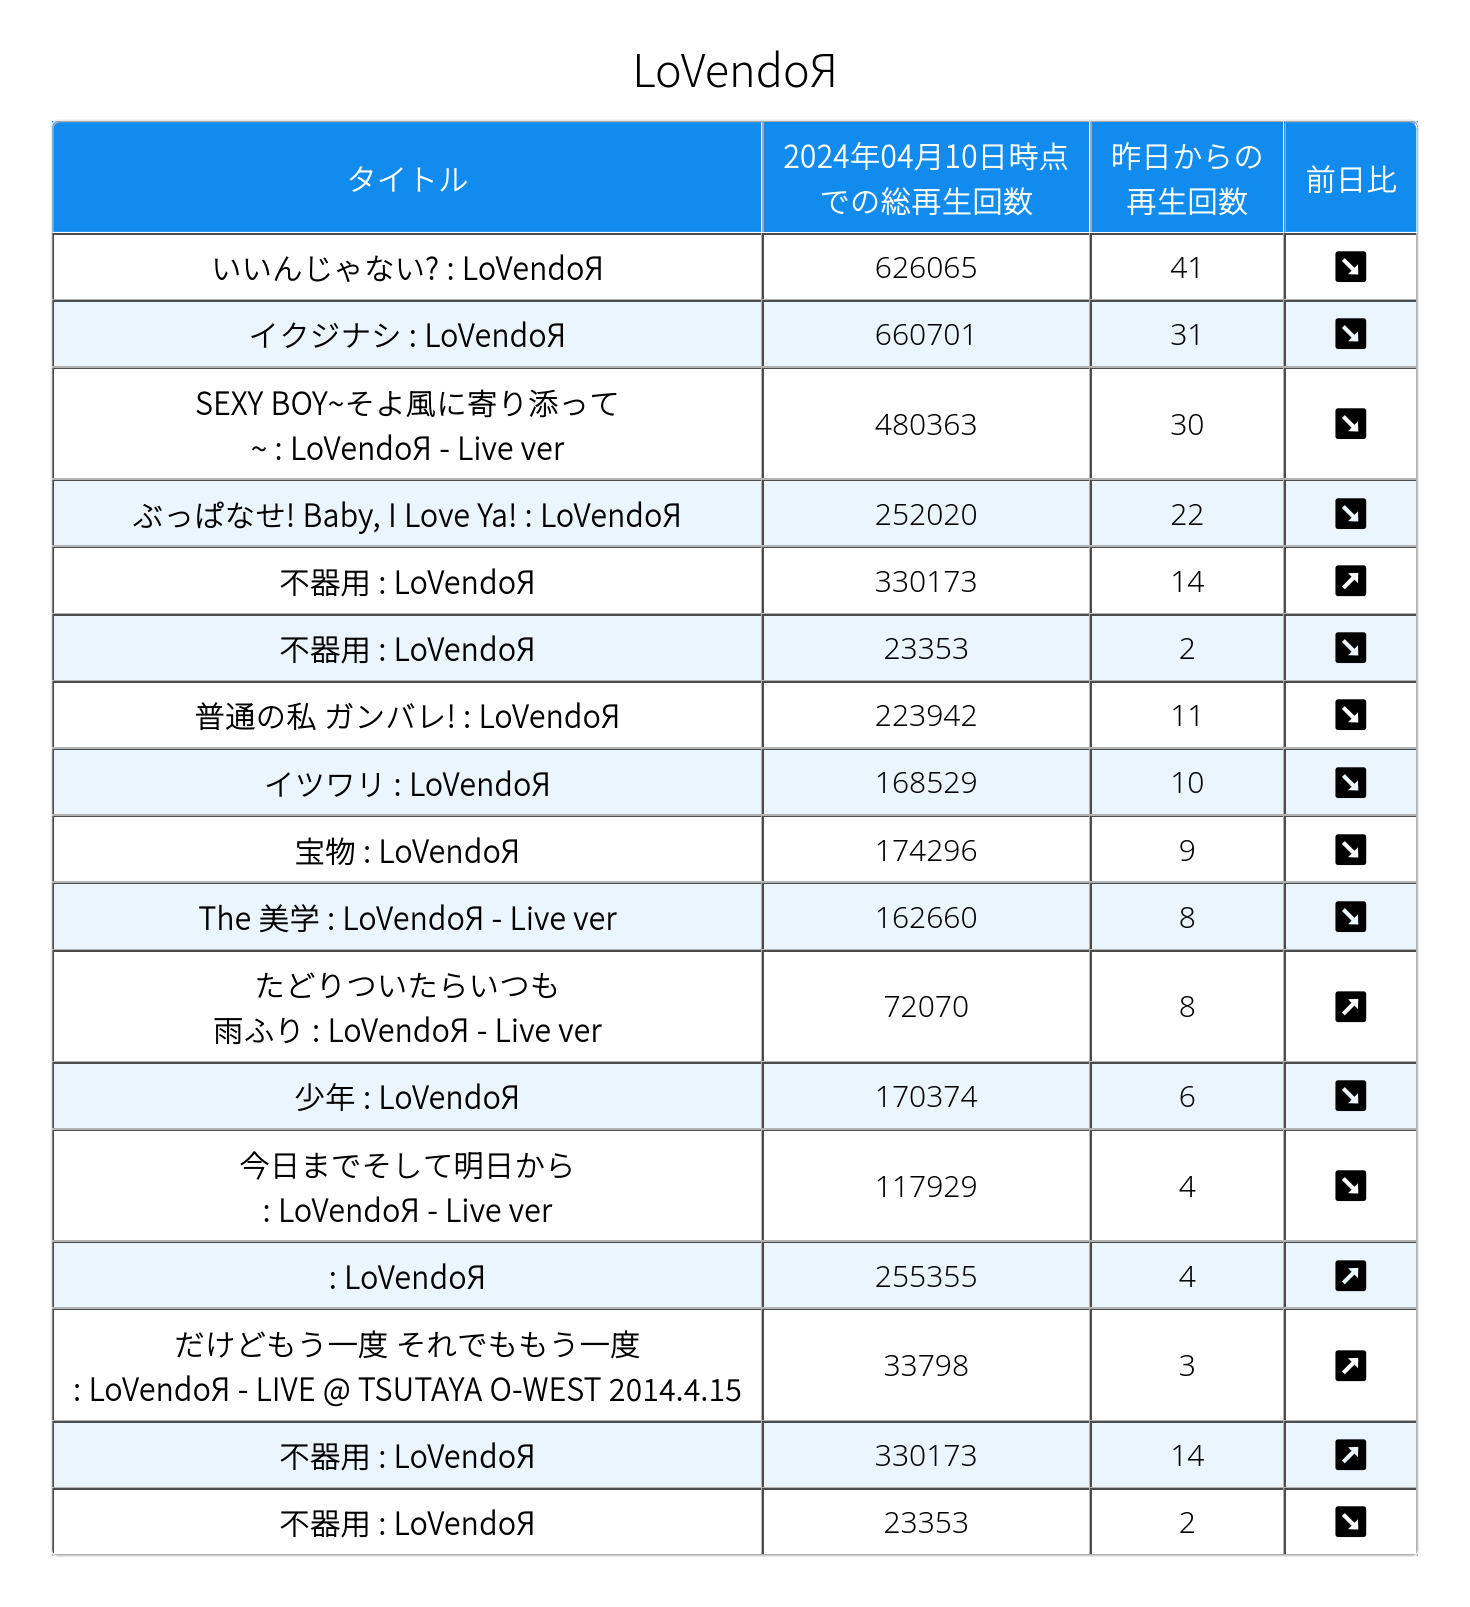 LoVendoЯ
タイトル
2024年04月10日時点
での総再生回数
昨日からの
再生回数
前日比
いいんじゃない? : LoVendoЯ 626065 41 ↘
イクジナシ : LoVendoЯ 660701 31 ↘
SEXY BOY~そよ風に寄り添って
~ : LoVendoЯ - Live ver 480363 30 ↘
ぶっぱなせ! Baby, I Love Ya! : LoVendoЯ 252020 22 ↘
不器用 : LoVendoЯ 330173 14 ↗
不器用 : LoVendoЯ 23353 2 ↘
普通の私 ガンバレ! : LoVendoЯ 223942 11 ↘
イツワリ : LoVendoЯ 168529 10 ↘
宝物 : LoVendoЯ 174296 9 ↘
The 美学 : LoVendoЯ - Live ver 162660 8 ↘
たどりついたらいつも
雨ふり : LoVendoЯ - Live ver 72070 8 ↗
少年 : LoVendoЯ 170374 6 ↘
今日までそして明日から
: LoVendoЯ - Live ver 117929 4 ↘
: LoVendoЯ 255355 4 ↗
だけどもう一度 それでももう一度
: LoVendoЯ - LIVE @ TSUTAYA O-WEST 2014.4.15 33798 3 ↗
不器用 : LoVendoЯ 330173 14 ↗
不器用 : LoVendoЯ 23353 2 ↘